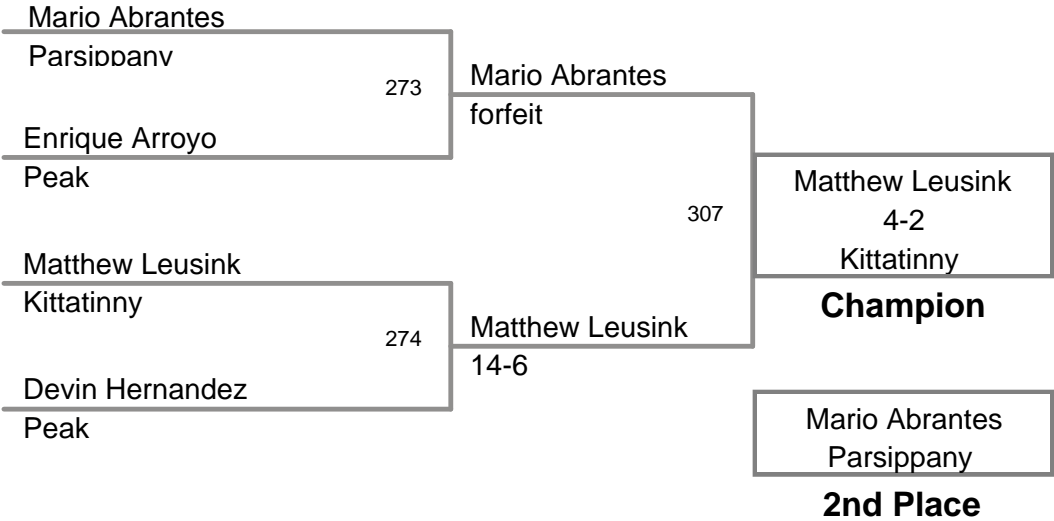 Mario Abrantes
Parsippany
273
Enrique Arroyo
Peak
Mario Abrantes
forfeit
Matthew Leusink
Kittatinny
274
Devin Hernandez
Peak
Matthew Leusink
14-6
307
Matthew Leusink
4-2
Kittatinny
Champion
Mario Abrantes
Parsippany
2nd Place